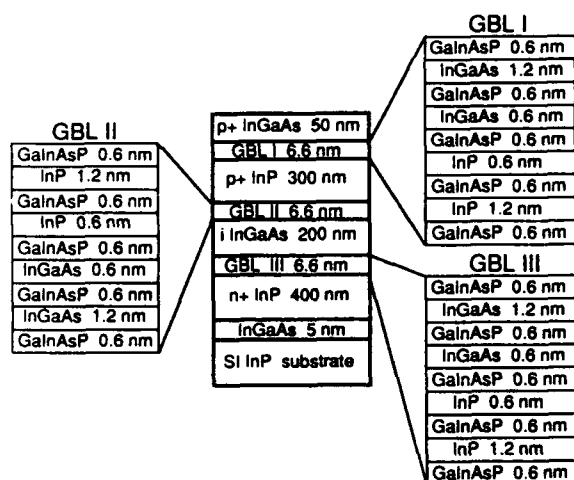 GBL I
GaInAsP 0.6 nm
InGaAs 1.2 nm
GaInAsP 0.6 nm
InGaAs 0.6 nm
GaInAsP 0.6 nm
InP 0.6 nm
GaInAsP 0.6 nm
InP 1.2 nm
GaInAsP 0.6 nm
GBL II
GaInAsP 0.6 nm
InP 1.2 nm
GaInAsP 0.6 nm
InP 0.6 nm
GaInAsP 0.6 nm
InGaAs 0.6 nm
GaInAsP 0.6 nm
InGaAs 1.2 nm
GaInAsP 0.6 nm
p+ InGaAs 50 nm
GBL I 6.6 nm
p+ InP 300 nm
GBL II 6.6 nm
i InGaAs 200 nm
GBL III 6.6 nm
n+ InP 400 nm
InGaAs 5 nm
SI InP substrate
GBL III
GaInAsP 0.6 nm
InGaAs 1.2 nm
GaInAsP 0.6 nm
InGaAs 0.6 nm
GaInAsP 0.6 nm
InP 0.6 nm
GaInAsP 0.6 nm
InP 1.2 nm
GaInAsP 0.6 nm